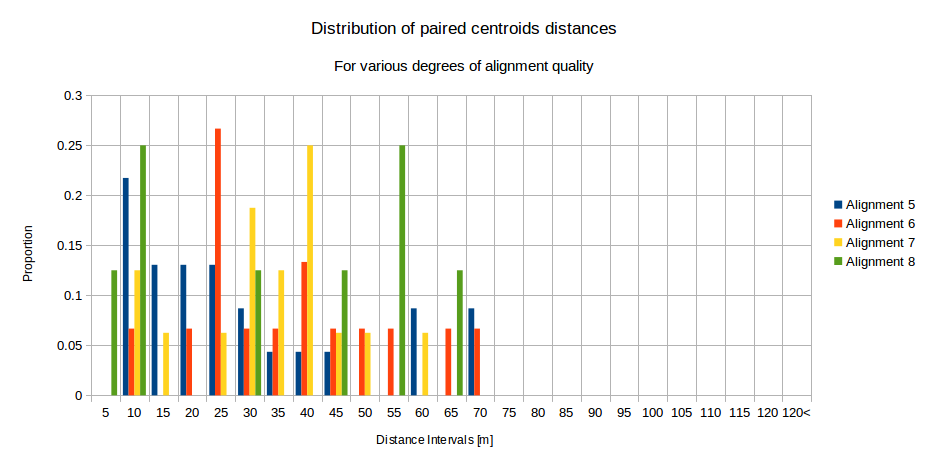 Distribution of paired centroids distances
For various degrees of alignment quality
0.3
0.25
0.2
0.15
0.1
0.05
0
Proportion
5 10 15 20 25 30 35 40 45 50 55 60 65 70 75 80 85 90 95 100 105 110 115 120 120<
Distance Intervals [m]
Alignment 5
Alignment 6
Alignment 7
Alignment 8